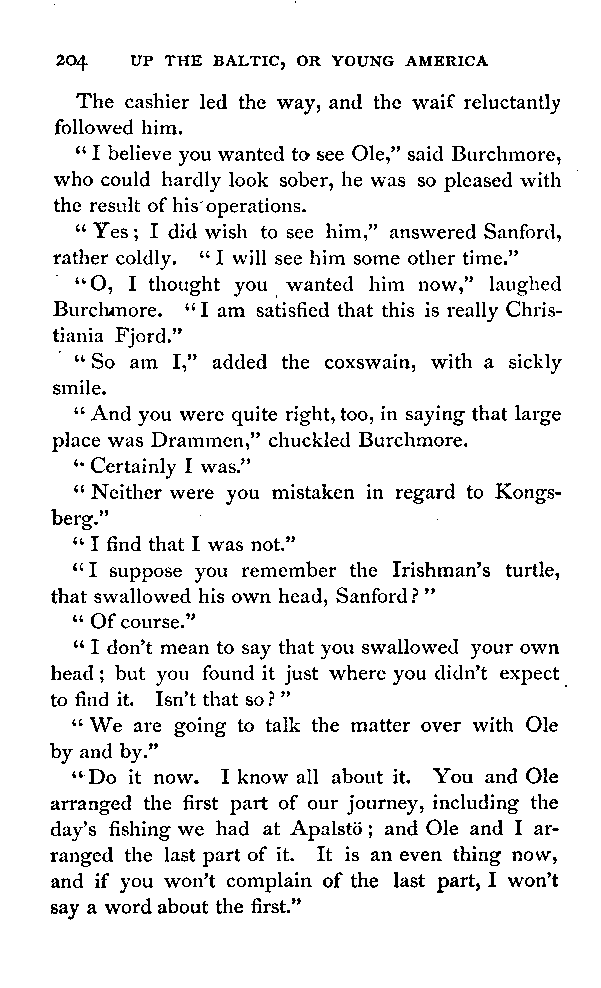 204 UP THE BALTIC, OR YOUNG AMERICA
The cashier led the way, and the waif reluctantly
followed him.
“ I believe you wanted to see Ole,” said Burchmore,
who could hardly look sober, he was so pleased with
the result of his operations.
“ Yes ; I did wish to see him,” answered Sanford,
rather coldly. “ I will see him some other time.”
“O, I thought you wanted him now,” laughed
Burchmore. “ I am satisfied that this is really Chris-
tiania Fjord.”
“ So am I,” added the coxswain, with a sickly
smile.
“ And you were quite right, too, in saying that large
place was Drammen,” chuckled Burchmore.
“ Certainly I was.”
“ Neither were you mistaken in regard to Kongs-
berg.”
“ I find that I was not.”
“ I suppose you remember the Irishman’s turtle,
that swallowed his own head, Sanford ? ”
“ Of course.”
“ I don’t mean to say that you swallowed your own
head ; but you found it just where you didn’t expect
to find it. Isn’t that so ? ”
“ We are going to talk the matter over with Ole
by and by.”
“Do it now. I know all about it. You and Ole
arranged the first part of our journey, including the
day’s fishing we had at Apalstö ; and Ole and I ar-
ranged the last part of it. It is an even thing now,
and if you won’t complain of the last part, I won’t
say a word about the first.”